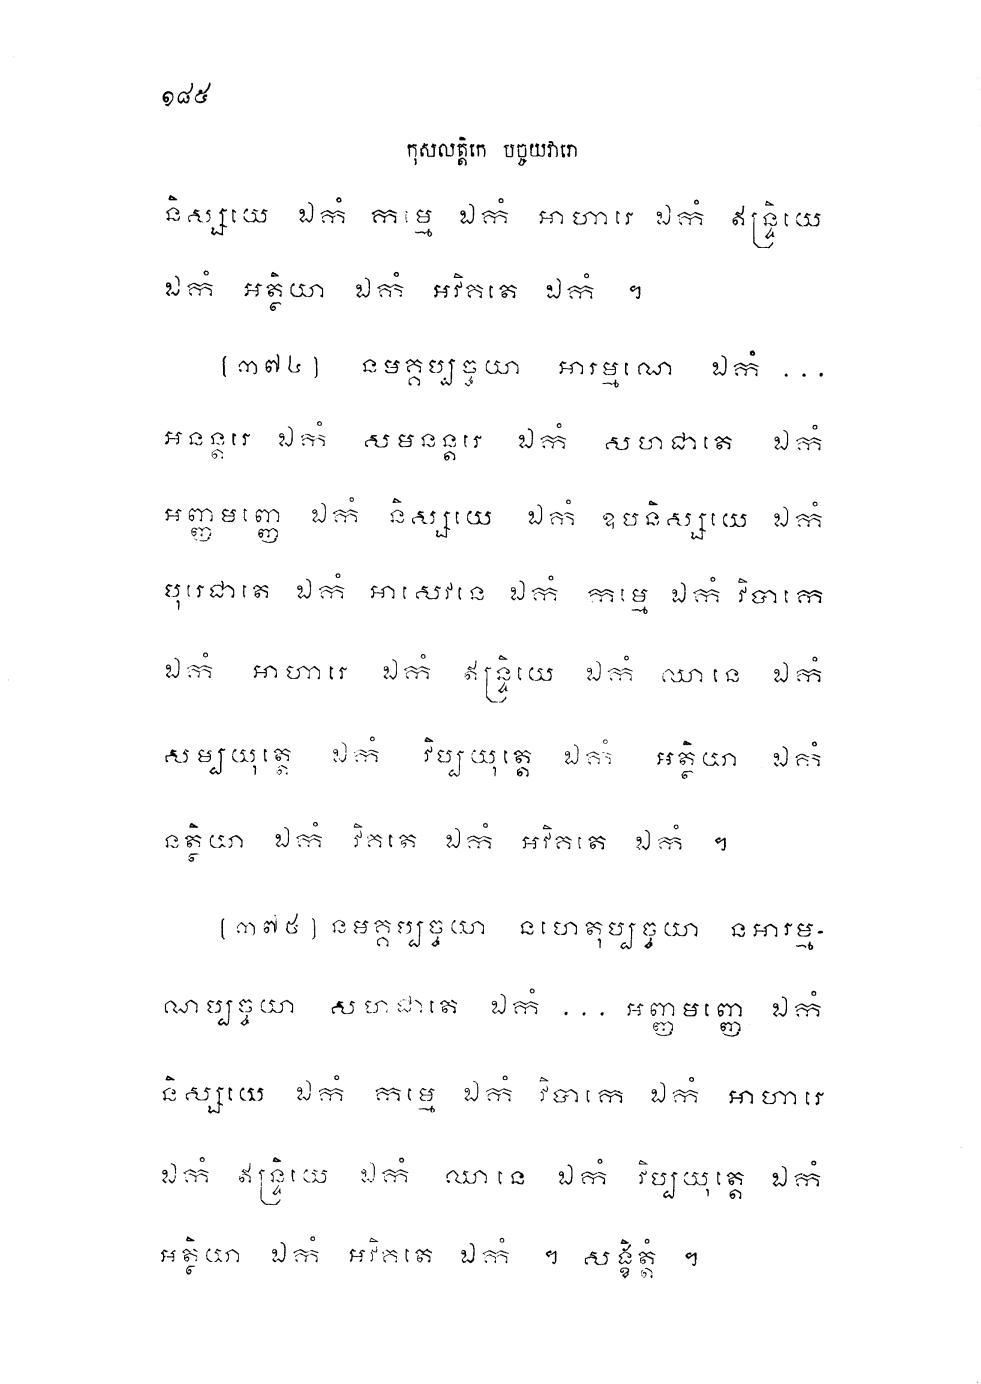 ១៨៥
កុសលត្តិកេ បច្ចយវារោ
និស្សយេ ឯកំ កម្មេ ឯកំ អាហារេ ឯកំ ឥន្ទ្រិយេ
ឯកំ អត្ថិយា ឯកំ អវិគតេ ឯកំ ។
(៣៧៤) នមគ្គប្បច្ចយា អារម្មណេ ឯកំ ...
អនន្តរេ ឯកំ សមនន្តរេ ឯកំ សហជាតេ ឯកំ
អញ្ញមញ្ញេ ឯកំ និស្សយេ ឯកំ ឧបនិស្សយេ ឯកំ
បុរេជាតេ ឯកំ អាសេវនេ ឯកំ កម្មេ ឯកំ វិបាកេ
ឯកំ អាហារេ ឯកំ ឥន្ទ្រិយេ ឯកំ ឈានេ ឯកំ
សម្បយុត្តេ ឯកំ វិប្បយុត្តេ ឯកំ អត្ថិយា ឯកំ
នត្ថិយា ឯកំ វិគតេ ឯកំ អវិគតេ ឯកំ ។
(៣៧៥) នមគ្គប្បច្ចយា នហេតុប្បច្ចយា នអារម្ម-
ណប្បច្ចយា សហជាតេ ឯកំ ... អញ្ញមញ្ញេ ឯកំ
និស្សយេ ឯកំ កម្មេ ឯកំ វិបាកេ ឯកំ អាហារេ
ឯកំ ឥន្ទ្រិយេ ឯកំ ឈានេ ឯកំ វិប្បយុត្តេ ឯកំ
អត្ថិយា ឯកំ អវិគតេ ឯកំ ។ សង្ខិត្តំ ។